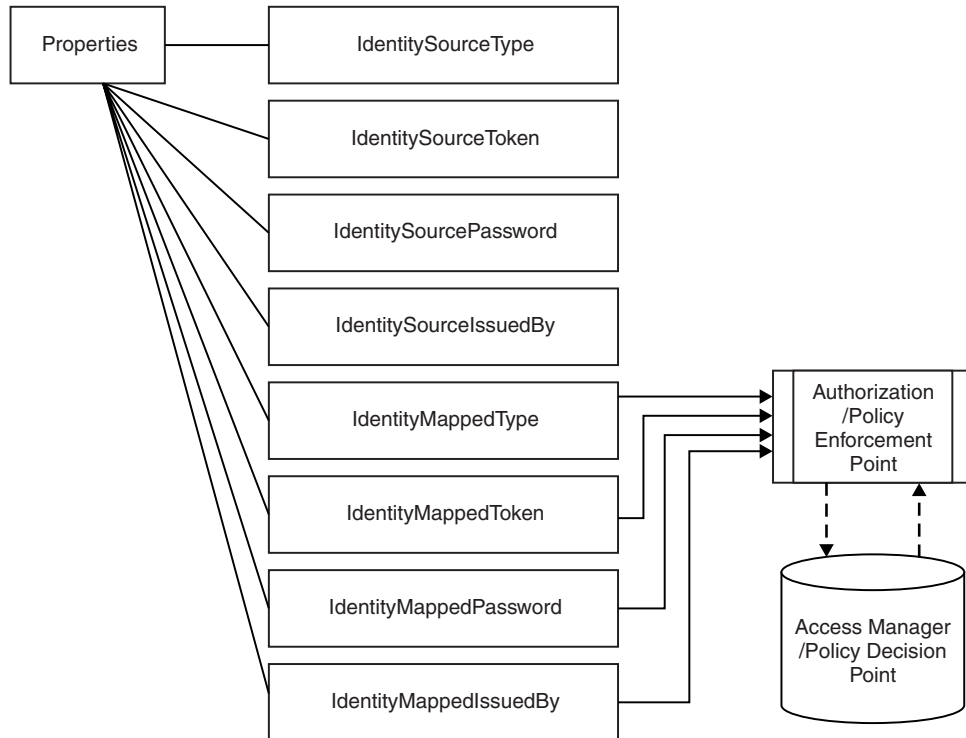 Properties
IdentitySourceType
IdentitySourceToken
IdentitySourcePassword
IdentitySourceIssuedBy
IdentityMappedType
IdentityMappedToken
IdentityMappedPassword
IdentityMappedIssuedBy
Authorization
/Policy
Enforcement
Point
Access Manager
/Policy Decision
Point